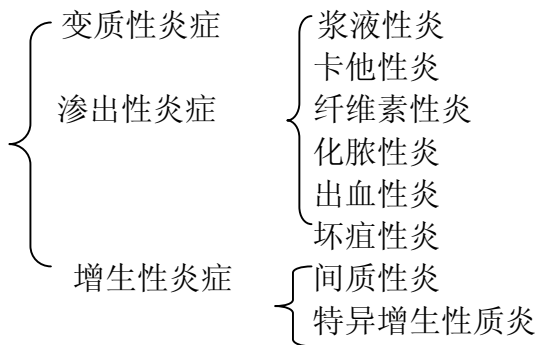 变质性炎症
浆液性炎
卡他性炎
渗出性炎症
纤维素性炎
化脓性炎
出血性炎
坏疽性炎
增生性炎症
间质性炎
特异增生性质炎